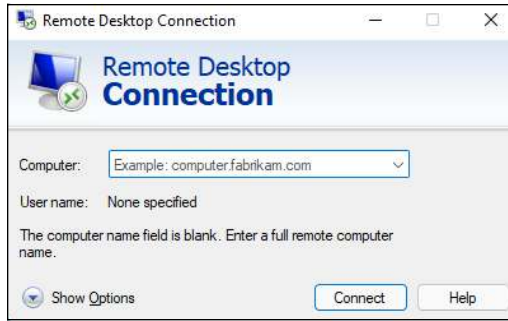 Remote Desktop Connection
Remote Desktop
Connection
Computer: Example: computer.fabrikam.com
User name: None specified
The computer name field is blank. Enter a full remote computer
name.
Show Options Connect Help